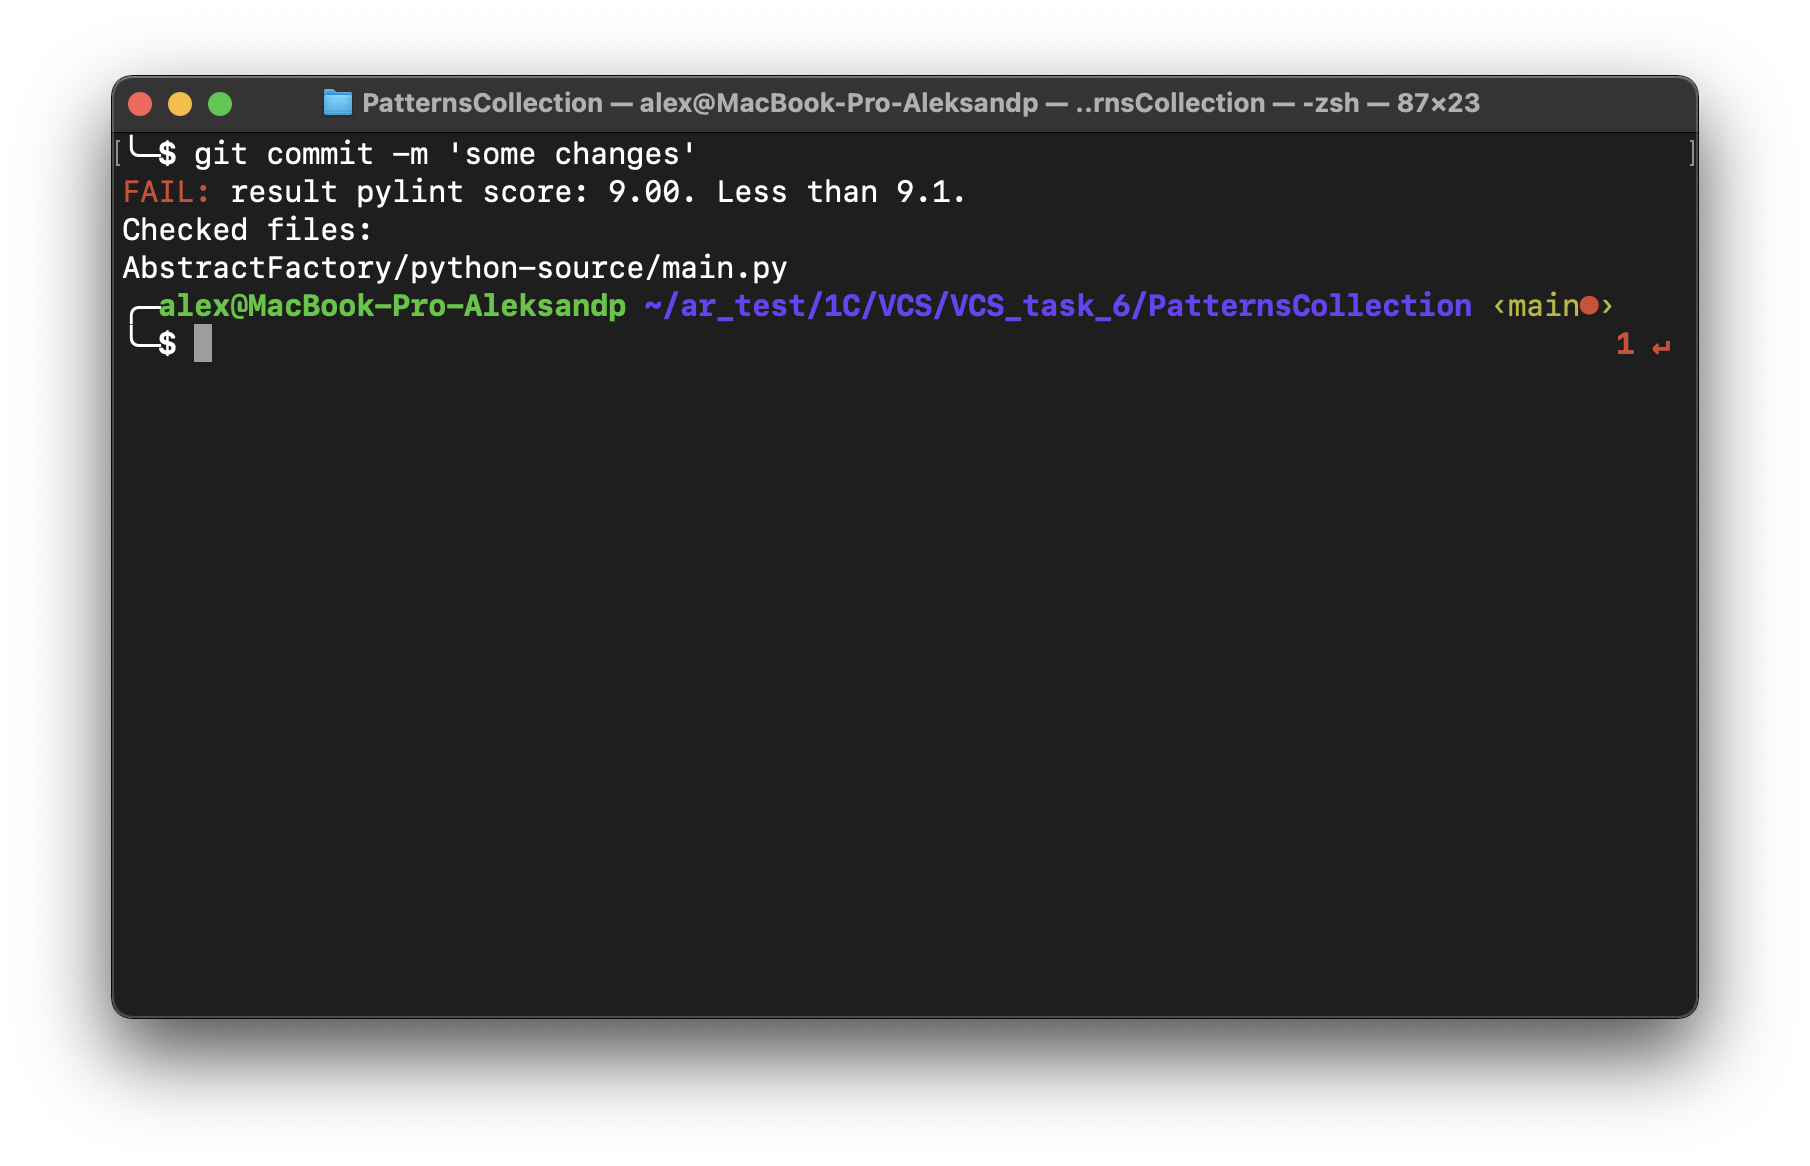 PatternsCollection — alex@MacBook-Pro-Aleksandp — ..rnsCollection — -zsh — 87×23
[╰─$ git commit -m 'some changes' ]
FAIL: result pylint score: 9.00. Less than 9.1.
Checked files:
AbstractFactory/python-source/main.py
╭─alex@MacBook-Pro-Aleksandp ~/ar_test/1C/VCS/VCS_task_6/PatternsCollection ‹main●›
╰─$ 1 ↵